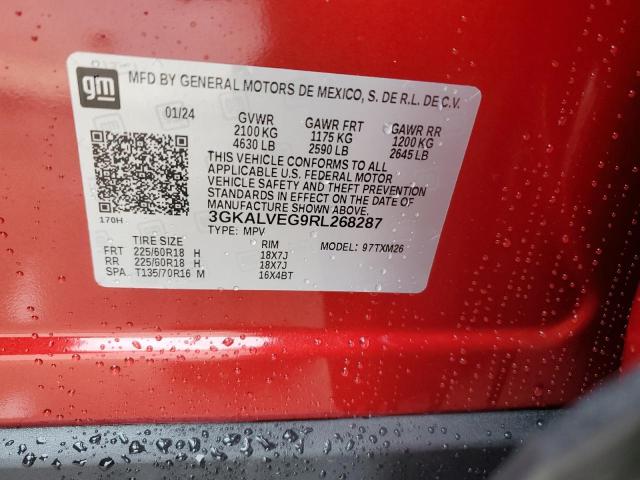 gm
MFD BY GENERAL MOTORS DE MEXICO, S. DE R.L. DE C.V.
01/24 GVWR GAWR FRT GAWR RR
2100 KG 1175 KG 1200 KG
4630 LB 2590 LB 2645 LB
THIS VEHICLE CONFORMS TO ALL
APPLICABLE U.S. FEDERAL MOTOR
VEHICLE SAFETY AND THEFT PREVENTION
STANDARDS IN EFFECT ON THE DATE OF
MANUFACTURE SHOWN ABOVE.
170H 3GKALVEG9RL268287
TYPE: MPV
TIRE SIZE RIM MODEL: 97TXM26
FRT 225/60R18 H 18X7J
RR 225/60R18 H 18X7J
SPA T135/70R16 M 16X4BT